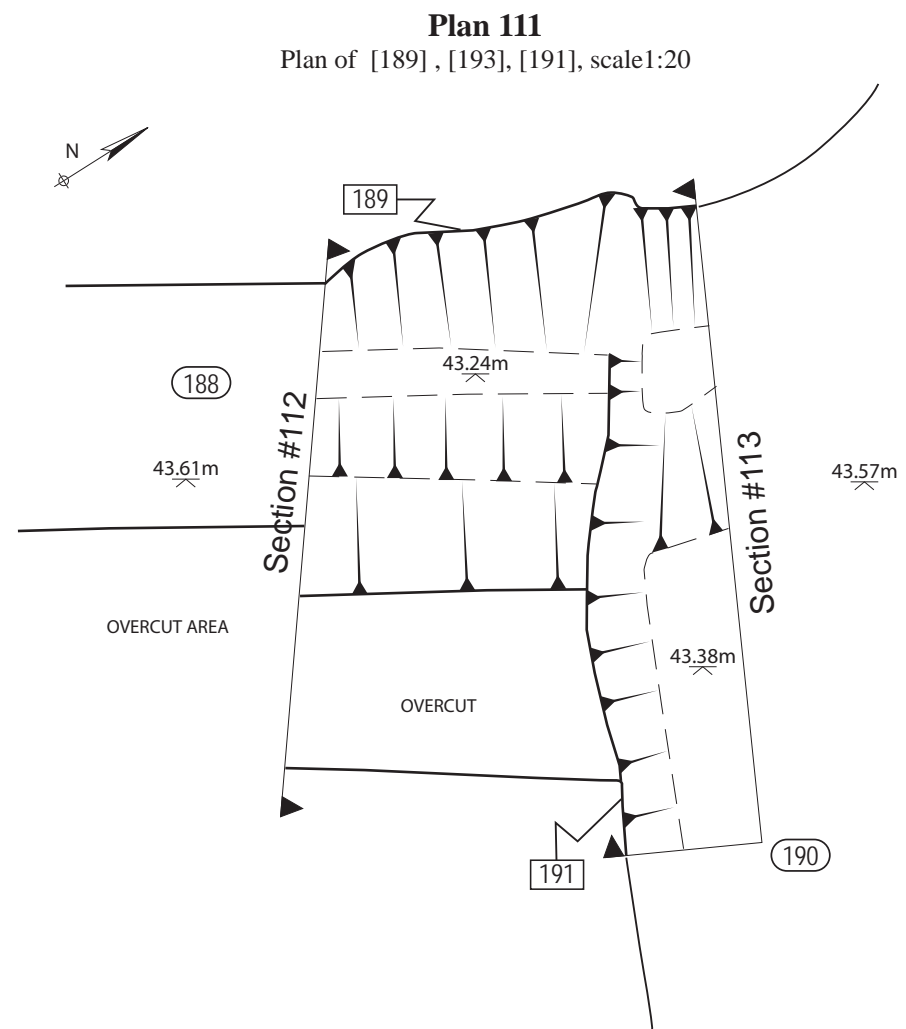 Plan 111
Plan of [189] , [193], [191], scale1:20
N
189
43.24m
188
Section #112
43.61m
Section #113
43.57m
OVERCUT AREA
43.38m
OVERCUT
191
190